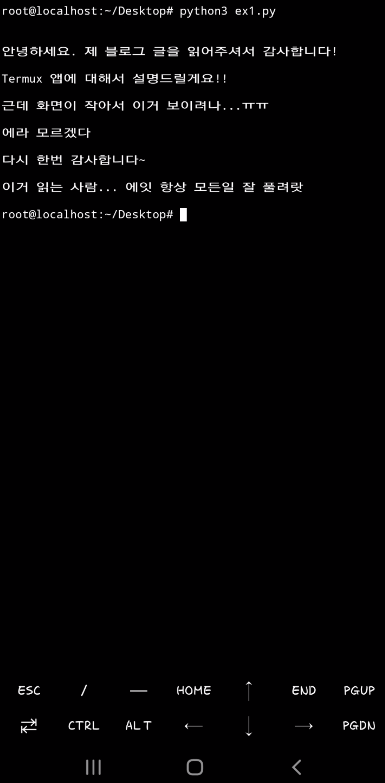 root@localhost:~/Desktop# python3 ex1.py
안녕하세요. 제 블로그 글을 읽어주셔서 감사합니다!
Termux 앱에 대해서 설명드릴게요!!
근데 화면이 작아서 이거 보이려나...ㅠㅠ
에라 모르겠다
다시 한번 감사합니다~
이거 읽는 사람... 에잇 항상 모든일 잘 풀려랏
root@localhost:~/Desktop#
ESC / — HOME ↑ END PGUP
⇄ CTRL ALT ← ↓ → PGDN